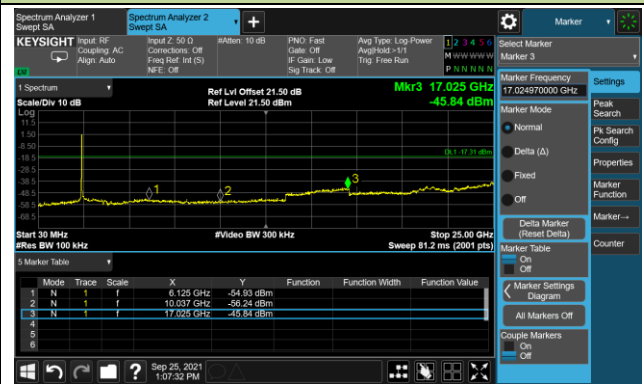 Spectrum Analyzer 1
Swept SA
Spectrum Analyzer 2
Swept SA
+
Marker
KEYSIGHT
Input: RF
Coupling: AC
Align: Auto
Input Z: 50 Ω
Corrections: Off
Freq Ref: Int (S)
NFE: Off
#Atten: 10 dB
PNO: Fast
Gate: Off
IF Gain: Low
Sig Track: Off
Avg Type: Log-Power
Avg|Hold:>1/1
Trig: Free Run
1 2 3 4 5 6
M W W W W W
P N N N N N
Select Marker
Marker 3
1 Spectrum
Scale/Div 10 dB
Log
Ref Lvl Offset 21.50 dB
Ref Level 21.50 dBm
Mkr3 17.025 GHz
-45.84 dBm
11.5
1.50
-8.50
-18.5
-28.5
-38.5
-48.5
-58.5
-68.5
DL1 -17.31 dBm
1
2
3
Start 30 MHz
#Res BW 100 kHz
#Video BW 300 kHz
Stop 25.00 GHz
Sweep 81.2 ms (2001 pts)
5 Marker Table
Mode Trace Scale X Y Function Function Width Function Value
1 N 1 f 6.125 GHz -54.93 dBm
2 N 1 f 10.037 GHz -56.24 dBm
3 N 1 f 17.025 GHz -45.84 dBm
4
5
6
Marker Frequency
17.024970000 GHz
Marker Mode
Normal
Delta (Δ)
Fixed
Off
Delta Marker
(Reset Delta)
Marker Table
On
Off
Marker Settings
Diagram
All Markers Off
Couple Markers
On
Off
Settings
Peak
Search
Pk Search
Config
Properties
Marker
Function
Marker→
Counter
?
Sep 25, 2021
1:07:32 PM